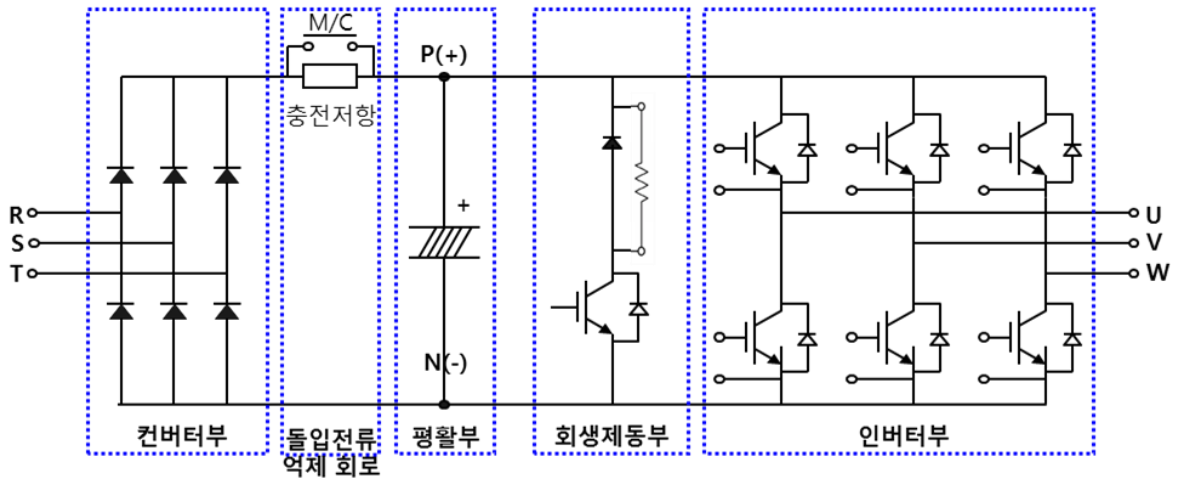 M/C
충전저항
P(+)
+
R
S
T
N(-)
U
V
W
컨버터부
돌입전류
억제 회로
평활부
회생제동부
인버터부